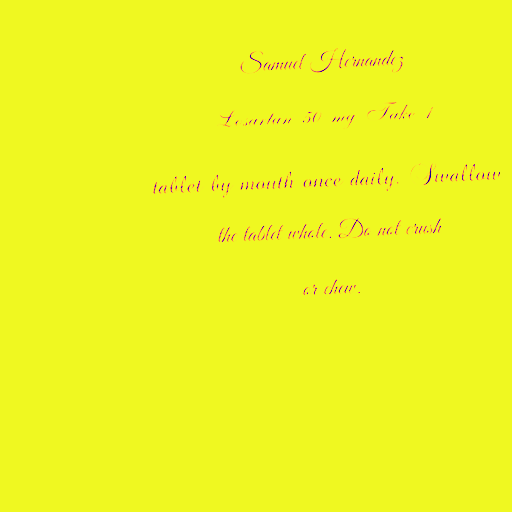 Samuel Hernandez
Losartan 50 mg Take 1
tablet by mouth once daily. Swallow
the tablet whole. Do not crush
or chew.